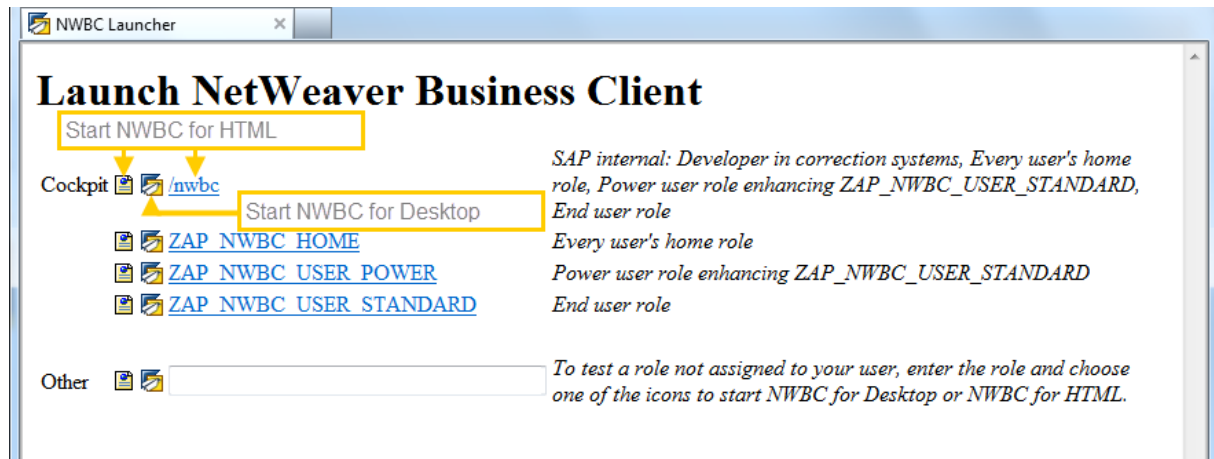 NWBC Launcher
Launch NetWeaver Business Client
Start NWBC for HTML
Cockpit /nwbc
SAP internal: Developer in correction systems, Every user's home
role, Power user role enhancing ZAP_NWBC_USER_STANDARD,
End user role
Start NWBC for Desktop
ZAP_NWBC_HOME Every user's home role
ZAP_NWBC_USER_POWER Power user role enhancing ZAP_NWBC_USER_STANDARD
ZAP_NWBC_USER_STANDARD End user role
Other
To test a role not assigned to your user, enter the role and choose
one of the icons to start NWBC for Desktop or NWBC for HTML.